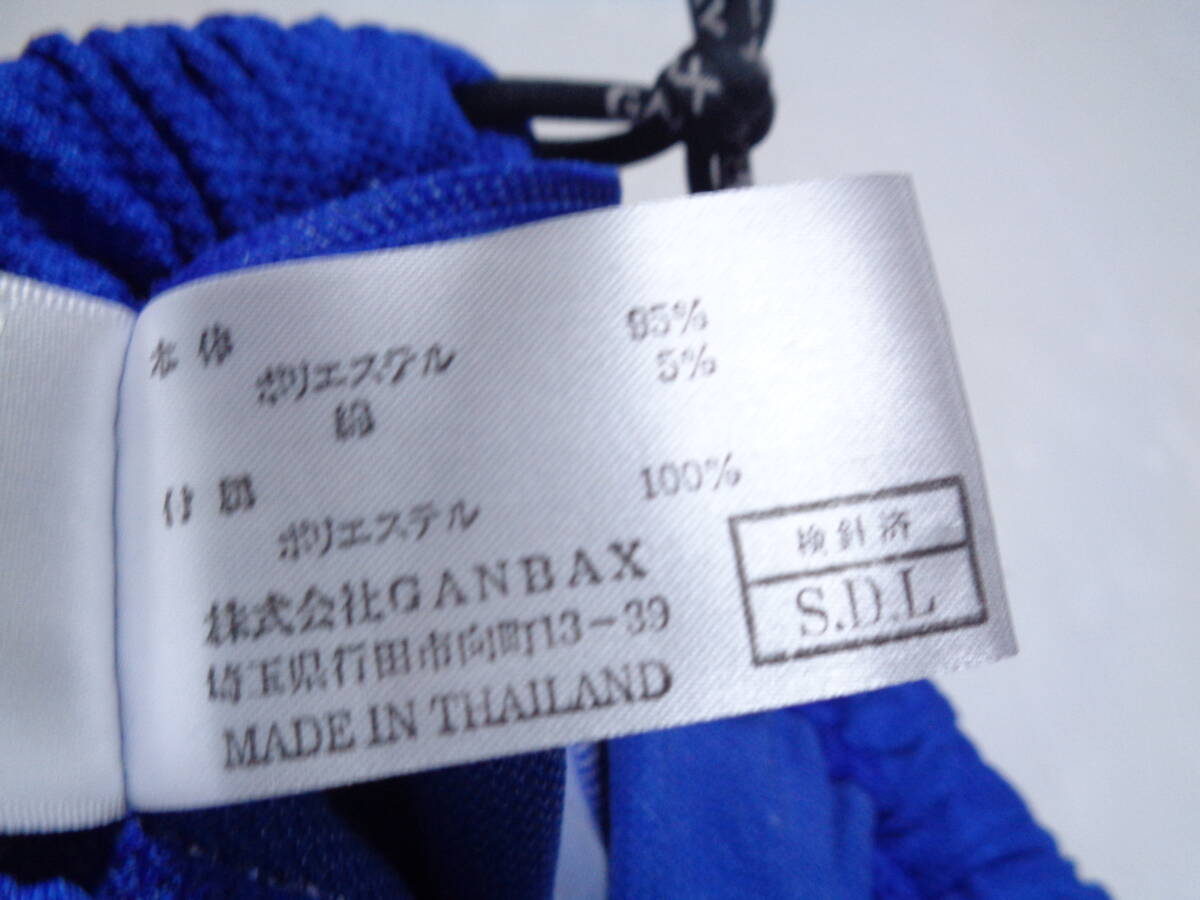 本体
ポリエステル 95%
綿 5%
付属
ポリエステル 100%
株式会社GANBAX
埼玉県行田市向町13-39
MADE IN THAILAND
検針済
S.D.L